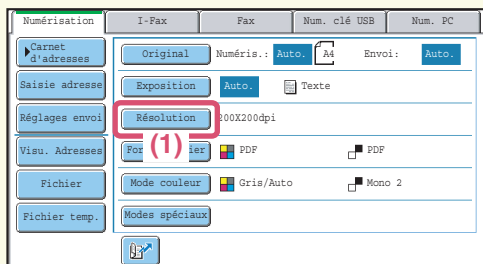 Numérisation I-Fax Fax Num. clé USB Num. PC
Carnet d'adresses
Original Numéris.: Auto. A4 Envoi: Auto.
Saisie adresse
Exposition Auto. Texte
Réglages envoi
Résolution 200X200dpi
(1)
Visu. Adresses
PDF PDF
Fichier
Mode couleur Gris/Auto Mono 2
Fichier temp.
Modes spéciaux